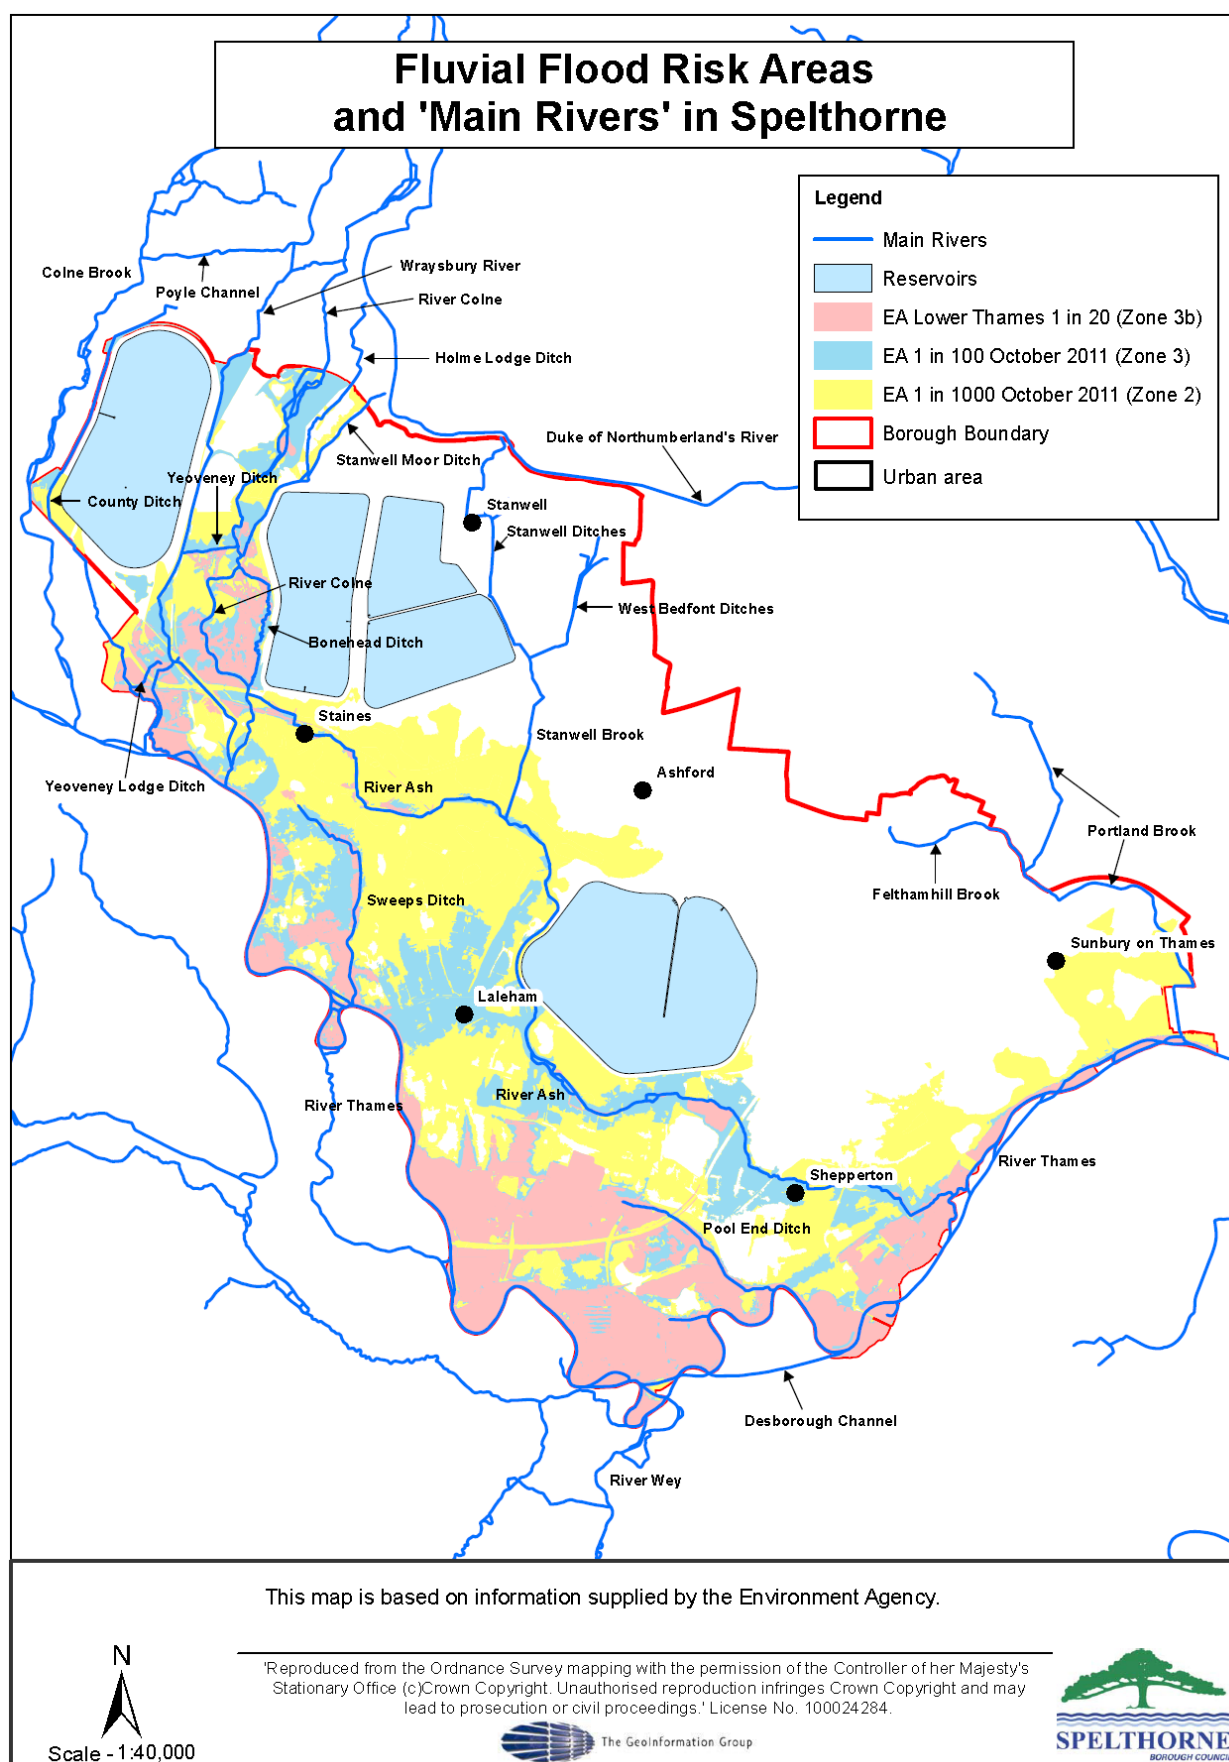 Fluvial Flood Risk Areas
and 'Main Rivers' in Spelthorne
Legend
Main Rivers
Reservoirs
EA Lower Thames 1 in 20 (Zone 3b)
EA 1 in 100 October 2011 (Zone 3)
EA 1 in 1000 October 2011 (Zone 2)
Borough Boundary
Urban area
Colne Brook
Poyle Channel
Wraysbury River
River Colne
Holme Lodge Ditch
Duke of Northumberland's River
Stanwell Moor Ditch
Yeoveney Ditch
County Ditch
Stanwell
Stanwell Ditches
River Colne
West Bedfont Ditches
Bonehead Ditch
Staines
Stanwell Brook
Ashford
Yeoveney Lodge Ditch
River Ash
Portland Brook
Felthamhill Brook
Sweeps Ditch
Sunbury on Thames
Laleham
River Ash
River Thames
River Thames
Shepperton
Pool End Ditch
Desborough Channel
River Wey
This map is based on information supplied by the Environment Agency.
N
Scale - 1:40,000
'Reproduced from the Ordnance Survey mapping with the permission of the Controller of her Majesty's
Stationary Office (c)Crown Copyright. Unauthorised reproduction infringes Crown Copyright and may
lead to prosecution or civil proceedings.' License No. 100024284.
The GeoInformation Group
SPELTHORNE
BOROUGH COUNCIL